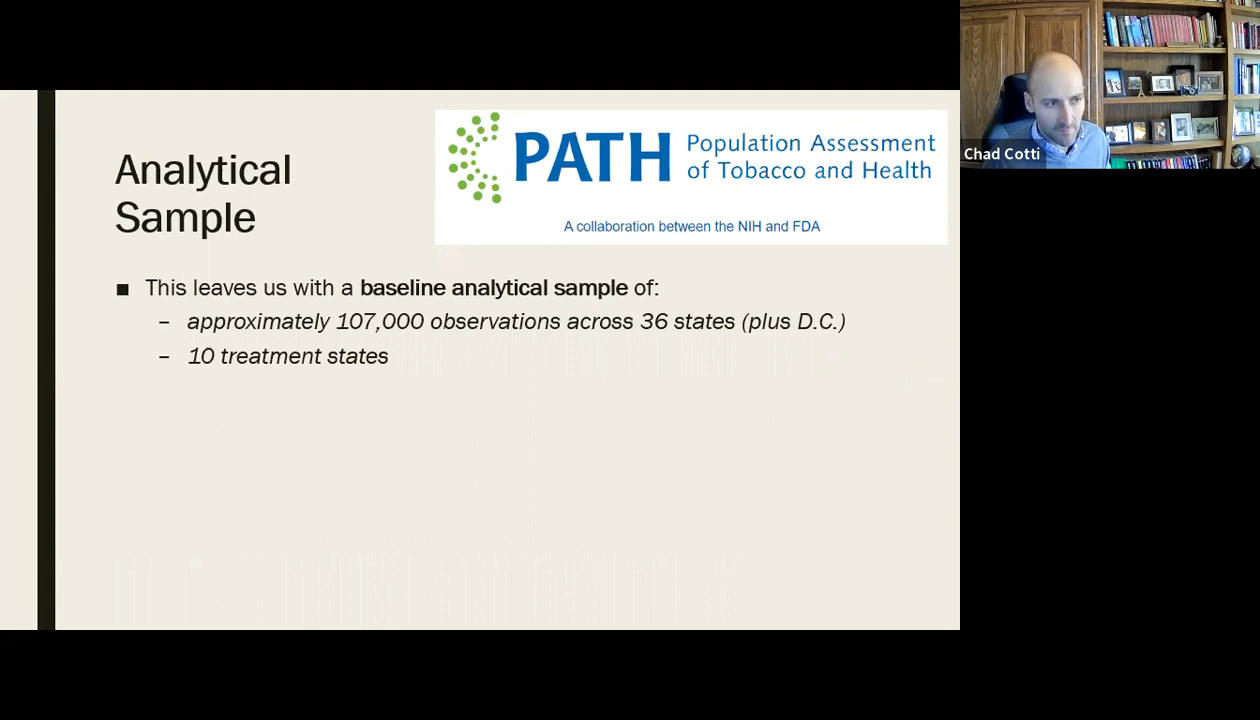 Analytical
Sample
PATH
Population Assessment
of Tobacco and Health
A collaboration between the NIH and FDA
■ This leaves us with a baseline analytical sample of:
– approximately 107,000 observations across 36 states (plus D.C.)
– 10 treatment states
Chad Cotti